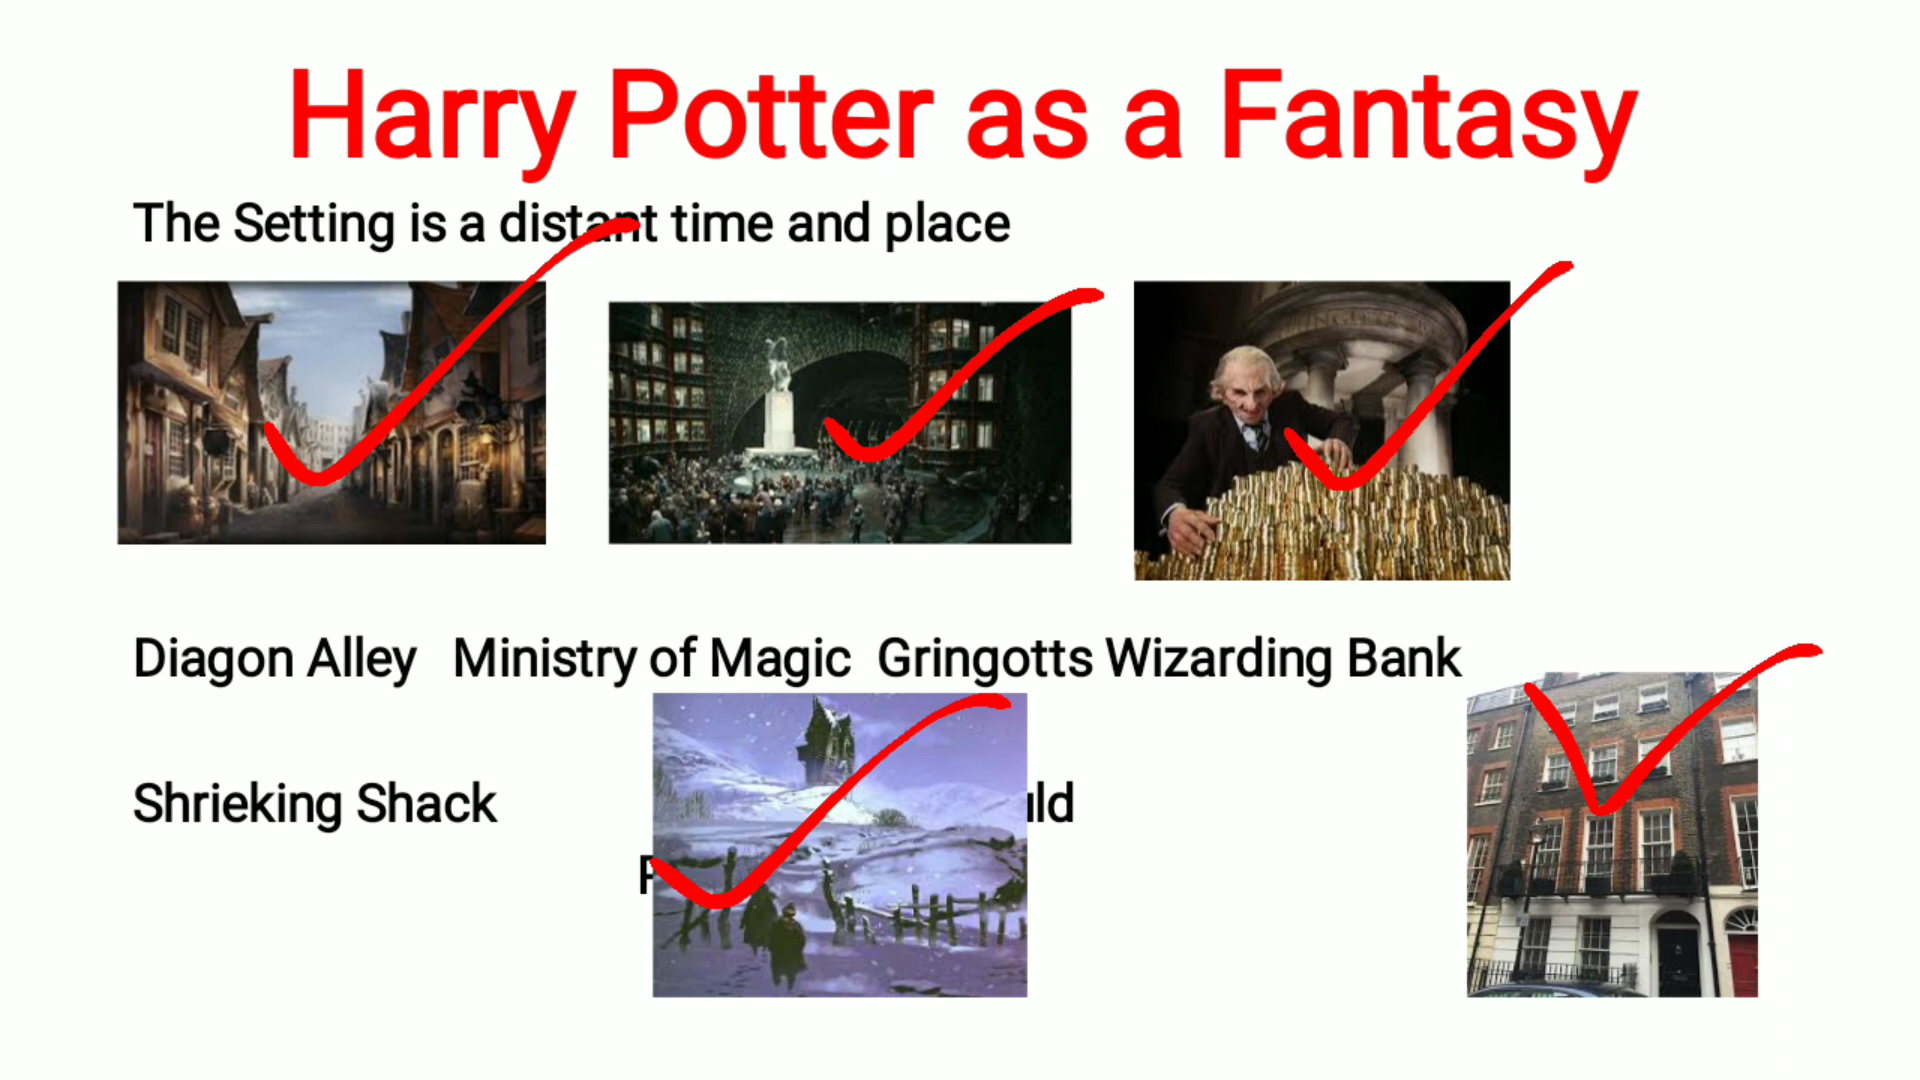 Harry Potter as a Fantasy
The Setting is a distant time and place
Diagon Alley Ministry of Magic Gringotts Wizarding Bank
Shrieking Shack